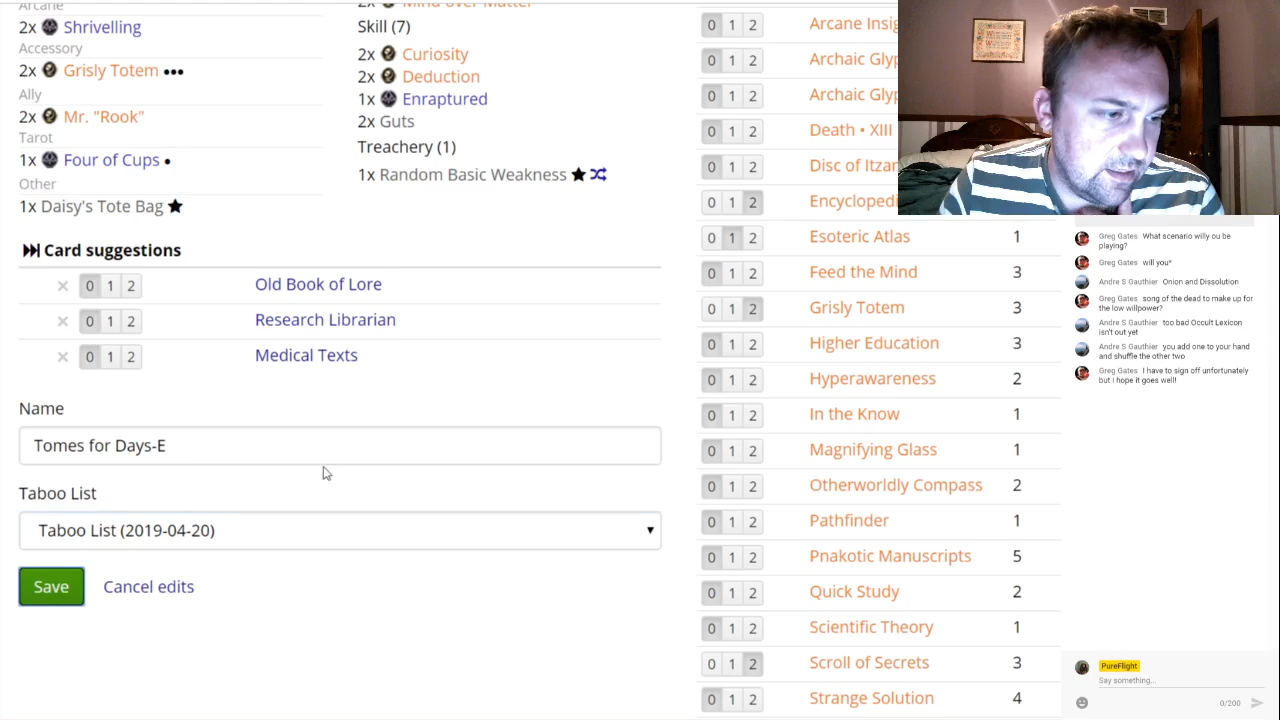 Arcane
2x Shrivelling
Accessory
2x Grisly Totem •••
Ally
2x Mr. "Rook"
Tarot
1x Four of Cups •
Other
1x Daisy's Tote Bag ★
2x Mind over Matter
Skill (7)
2x Curiosity
2x Deduction
1x Enraptured
2x Guts
Treachery (1)
1x Random Basic Weakness ★
Card suggestions
0 1 2 Old Book of Lore
0 1 2 Research Librarian
0 1 2 Medical Texts
Name
Tomes for Days-E
Taboo List
Taboo List (2019-04-20)
Save Cancel edits
0 1 2 Arcane Insig
0 1 2 Archaic Glyp
0 1 2 Archaic Glyp
0 1 2 Death • XIII
0 1 2 Disc of Itzar
0 1 2 Encycloped
0 1 2 Esoteric Atlas 1
0 1 2 Feed the Mind 3
0 1 2 Grisly Totem 3
0 1 2 Higher Education 3
0 1 2 Hyperawareness 2
0 1 2 In the Know 1
0 1 2 Magnifying Glass 1
0 1 2 Otherworldly Compass 2
0 1 2 Pathfinder 1
0 1 2 Pnakotic Manuscripts 5
0 1 2 Quick Study 2
0 1 2 Scientific Theory 1
0 1 2 Scroll of Secrets 3
0 1 2 Strange Solution 4
Greg Gates What scenario willy ou be
playing?
Greg Gates will you*
Andre S Gauthier Onion and Dissolution
Greg Gates song of the dead to make up for
the low willpower?
Andre S Gauthier too bad Occult Lexicon
isn't out yet
Andre S Gauthier you add one to your hand
and shuffle the other two
Greg Gates I have to sign off unfortunately
but I hope it goes well!
PureFlight
Say something...
0/200